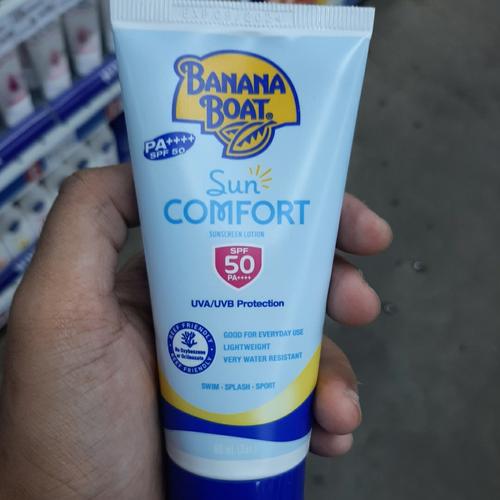 BANANA
BOAT®
PA++++
SPF 50
Sun
COMFORT
SUNSCREEN LOTION
SPF
50
PA++++
UVA/UVB Protection
REEF FRIENDLY
No Oxybenzone
or Octinoxate
REEF FRIENDLY
GOOD FOR EVERYDAY USE
LIGHTWEIGHT
VERY WATER RESISTANT
SWIM · SPLASH · SPORT